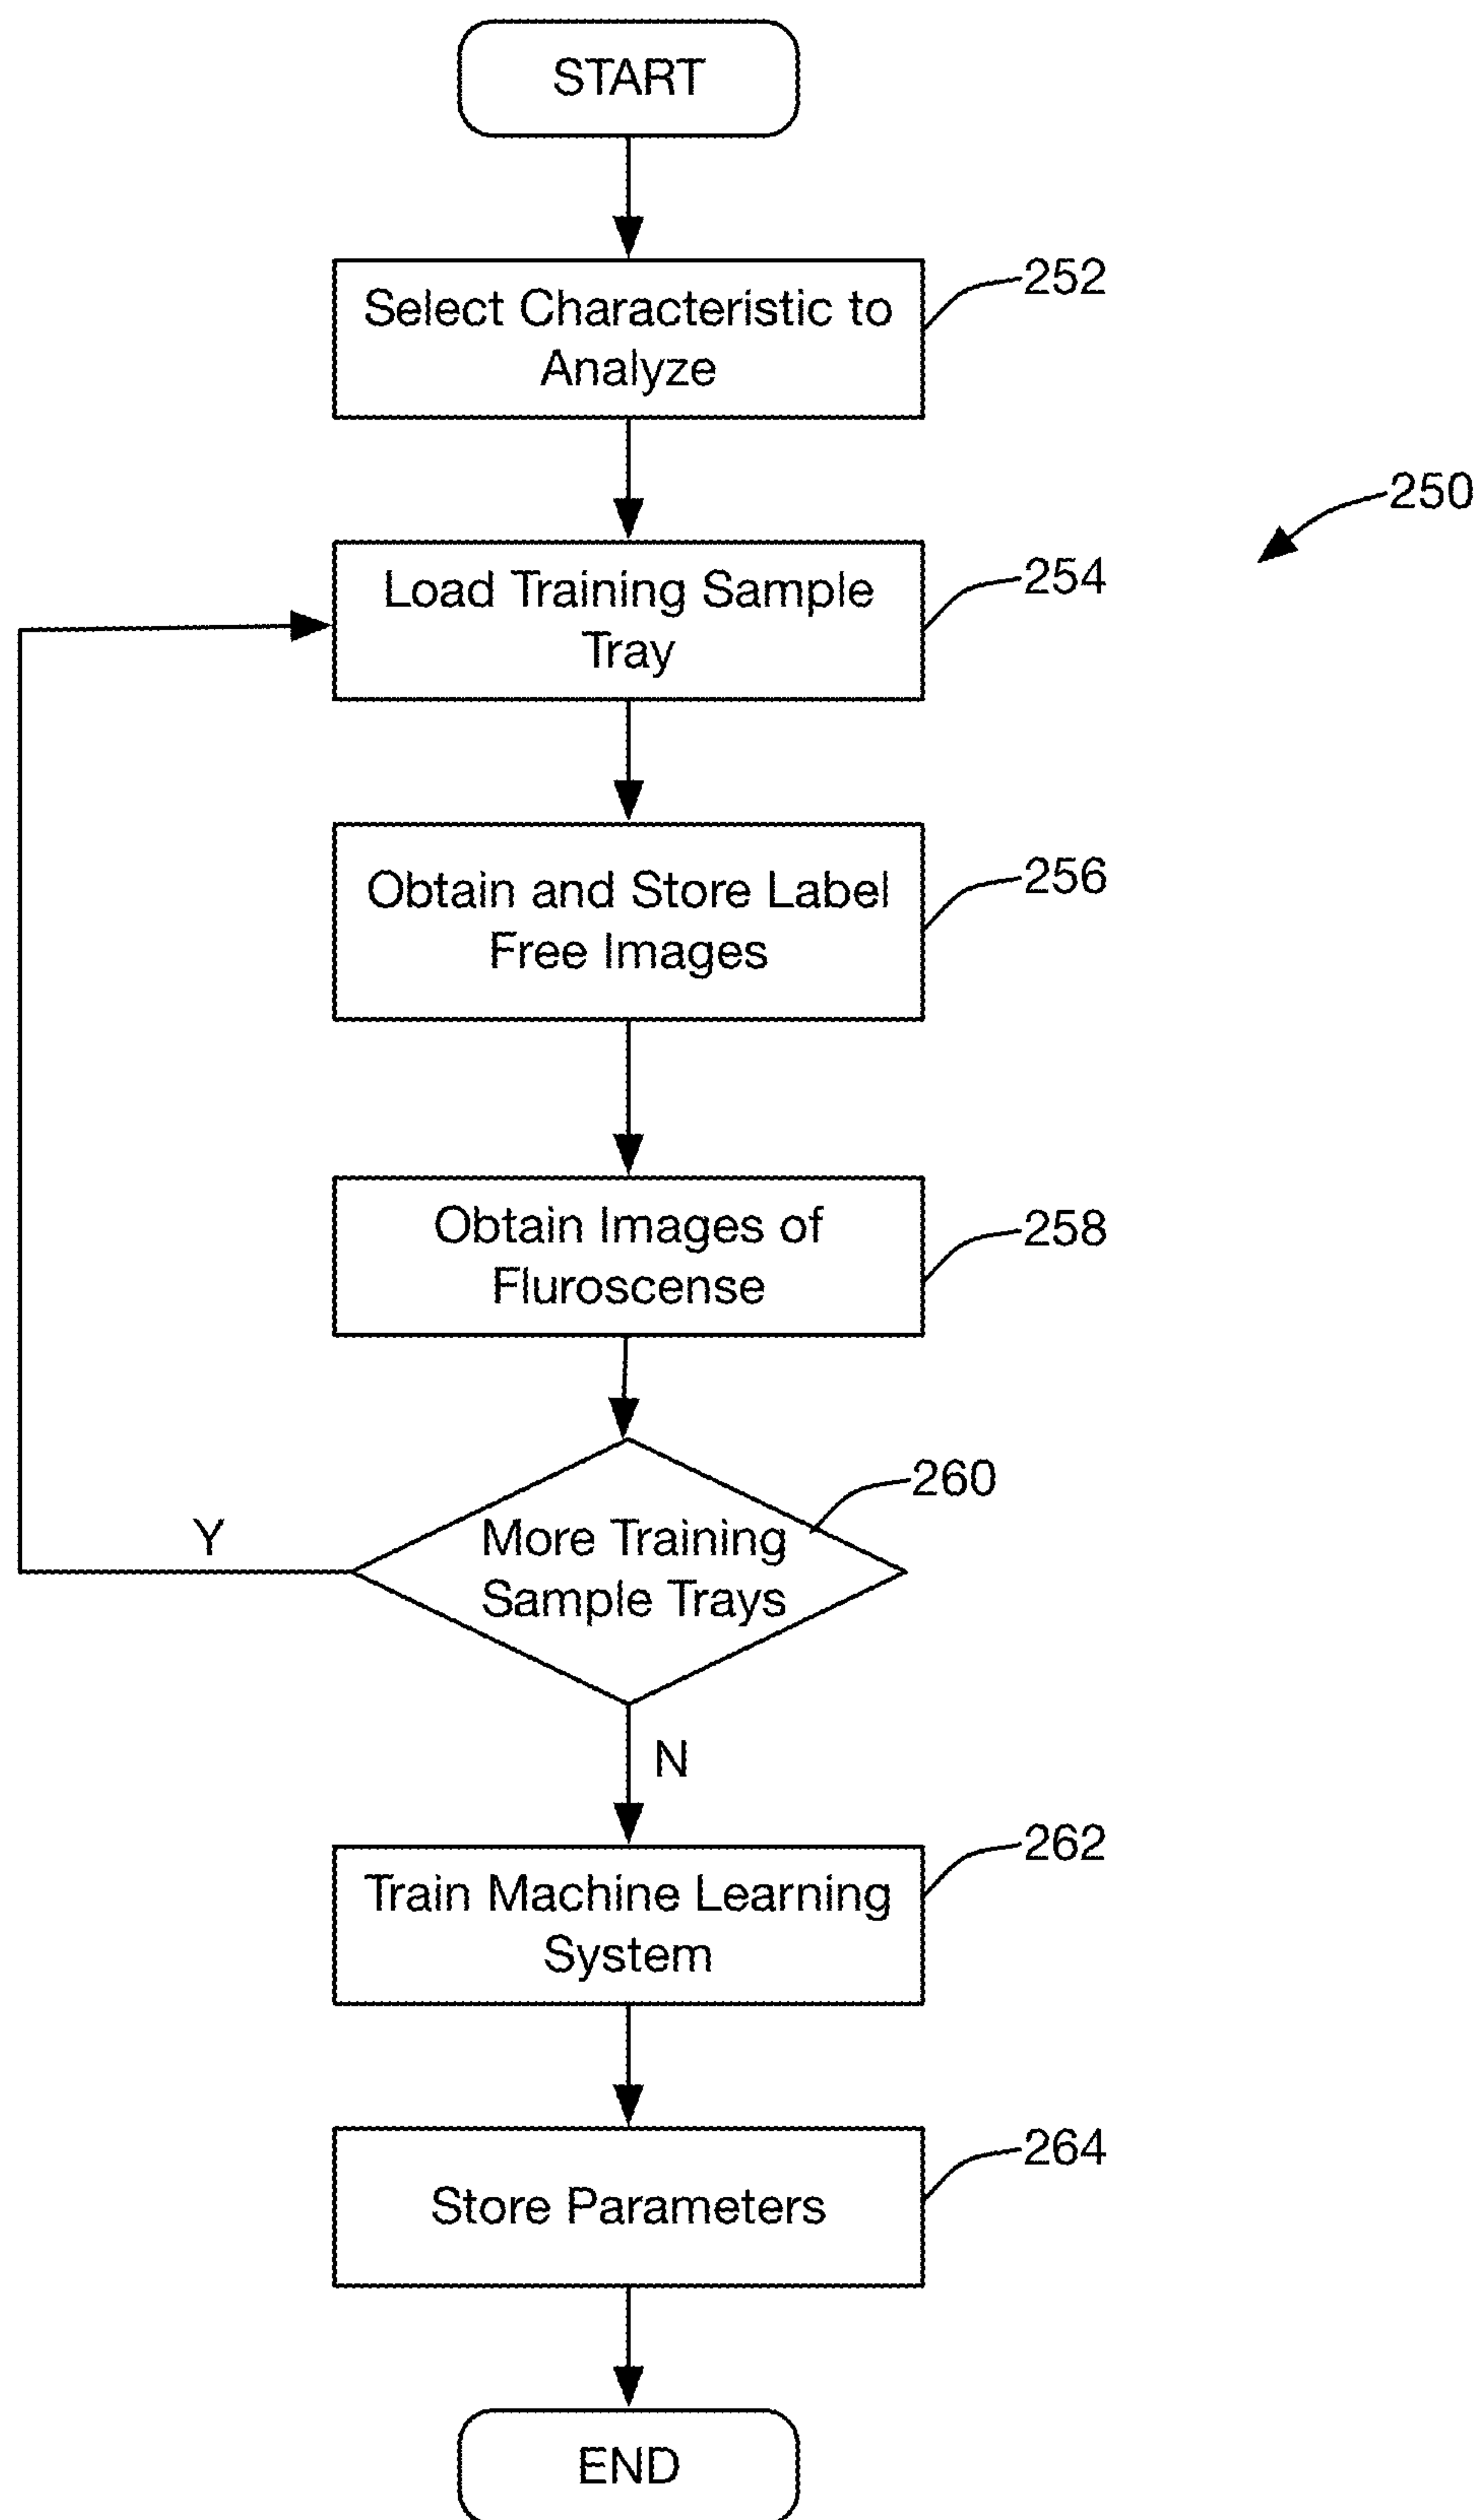 START
Select Characteristic to
Analyze
252
250
Load Training Sample
Tray
254
Obtain and Store Label
Free Images
256
Obtain Images of
Fluroscense
258
260
More Training
Sample Trays
Y
N
Train Machine Learning
System
262
Store Parameters
264
END